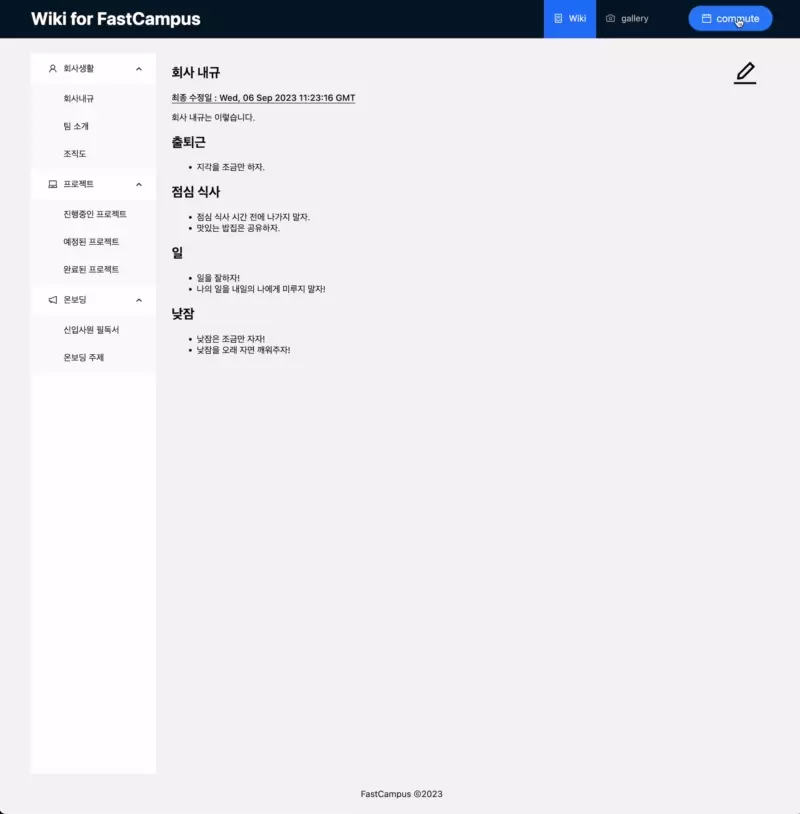 Wiki for FastCampus
Wiki
gallery
commute
회사생활
회사내규
팀 소개
조직도
프로젝트
진행중인 프로젝트
예정된 프로젝트
완료된 프로젝트
온보딩
신입사원 필독서
온보딩 주제
회사 내규
최종 수정일 : Wed, 06 Sep 2023 11:23:16 GMT
회사 내규는 이렇습니다.
출퇴근
지각을 조금만 하자.
점심 식사
점심 식사 시간 전에 나가지 말자.
맛있는 밥집은 공유하자.
일
일을 잘하자!
나의 일을 내일의 나에게 미루지 말자!
낮잠
낮잠은 조금만 자자!
낮잠을 오래 자면 깨워주자!
FastCampus ©2023